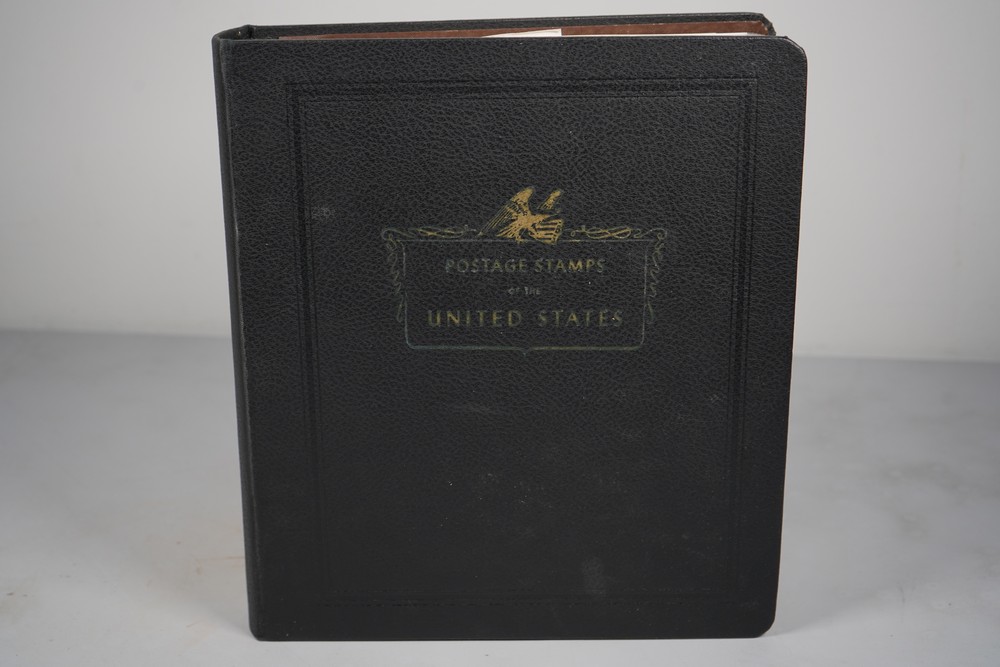 POSTAGE STAMPS
OF THE
UNITED STATES